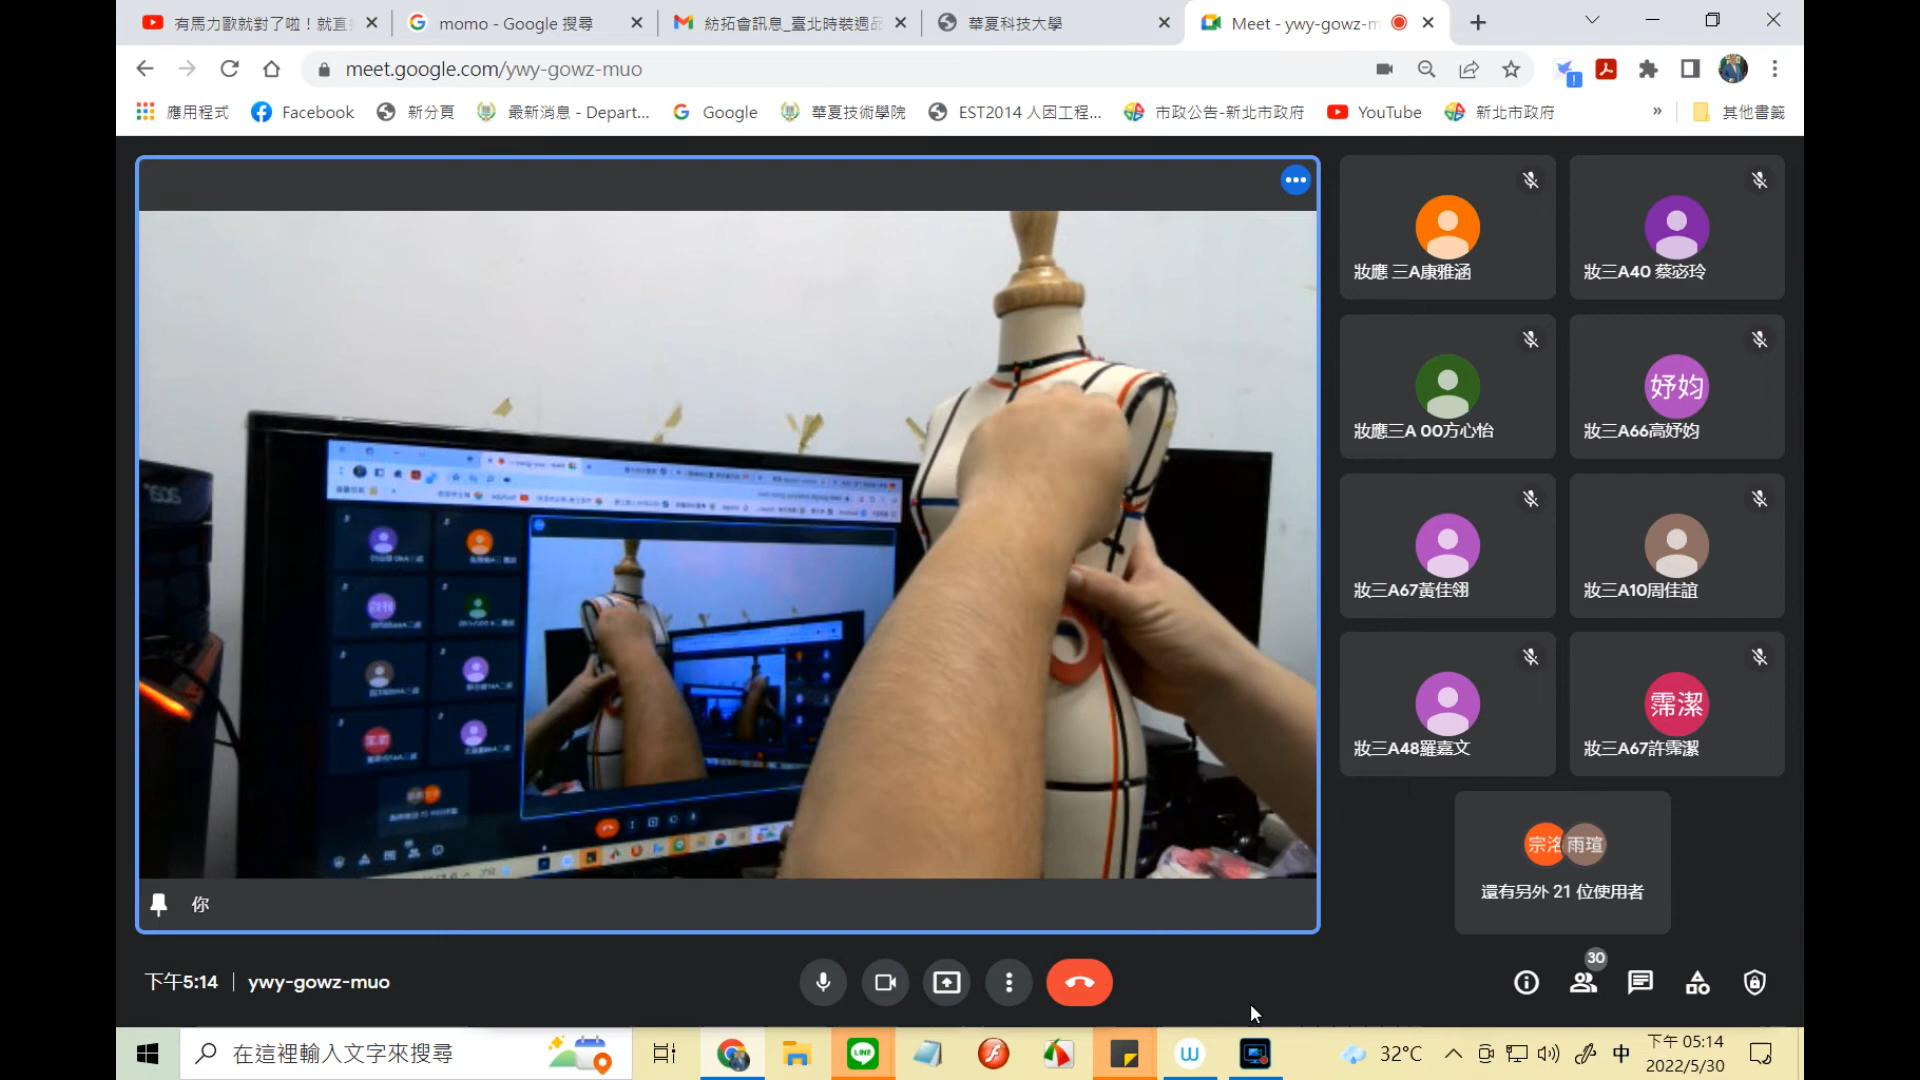 有馬力歐就對了啦！就直
momo - Google 搜尋
紡拓會訊息_臺北時裝週品
華夏科技大學
Meet - ywy-gowz-m
meet.google.com/ywy-gowz-muo
應用程式
Facebook
新分頁
最新消息 - Depart...
Google
華夏技術學院
EST2014 人因工程...
市政公告-新北市政府
YouTube
新北市政府
»
其他書籤
妝應 三A康雅涵
妝三A40 蔡宓玲
妝應三A 00方心怡
妤均
妝三A66高妤均
妝三A67黃佳翎
妝三A10周佳誼
妝三A48羅嘉文
霈潔
妝三A67許霈潔
宗洺
雨瑄
還有另外 21 位使用者
你
下午5:14
ywy-gowz-muo
30
在這裡輸入文字來搜尋
LINE
32°C
中
下午 05:14
2022/5/30